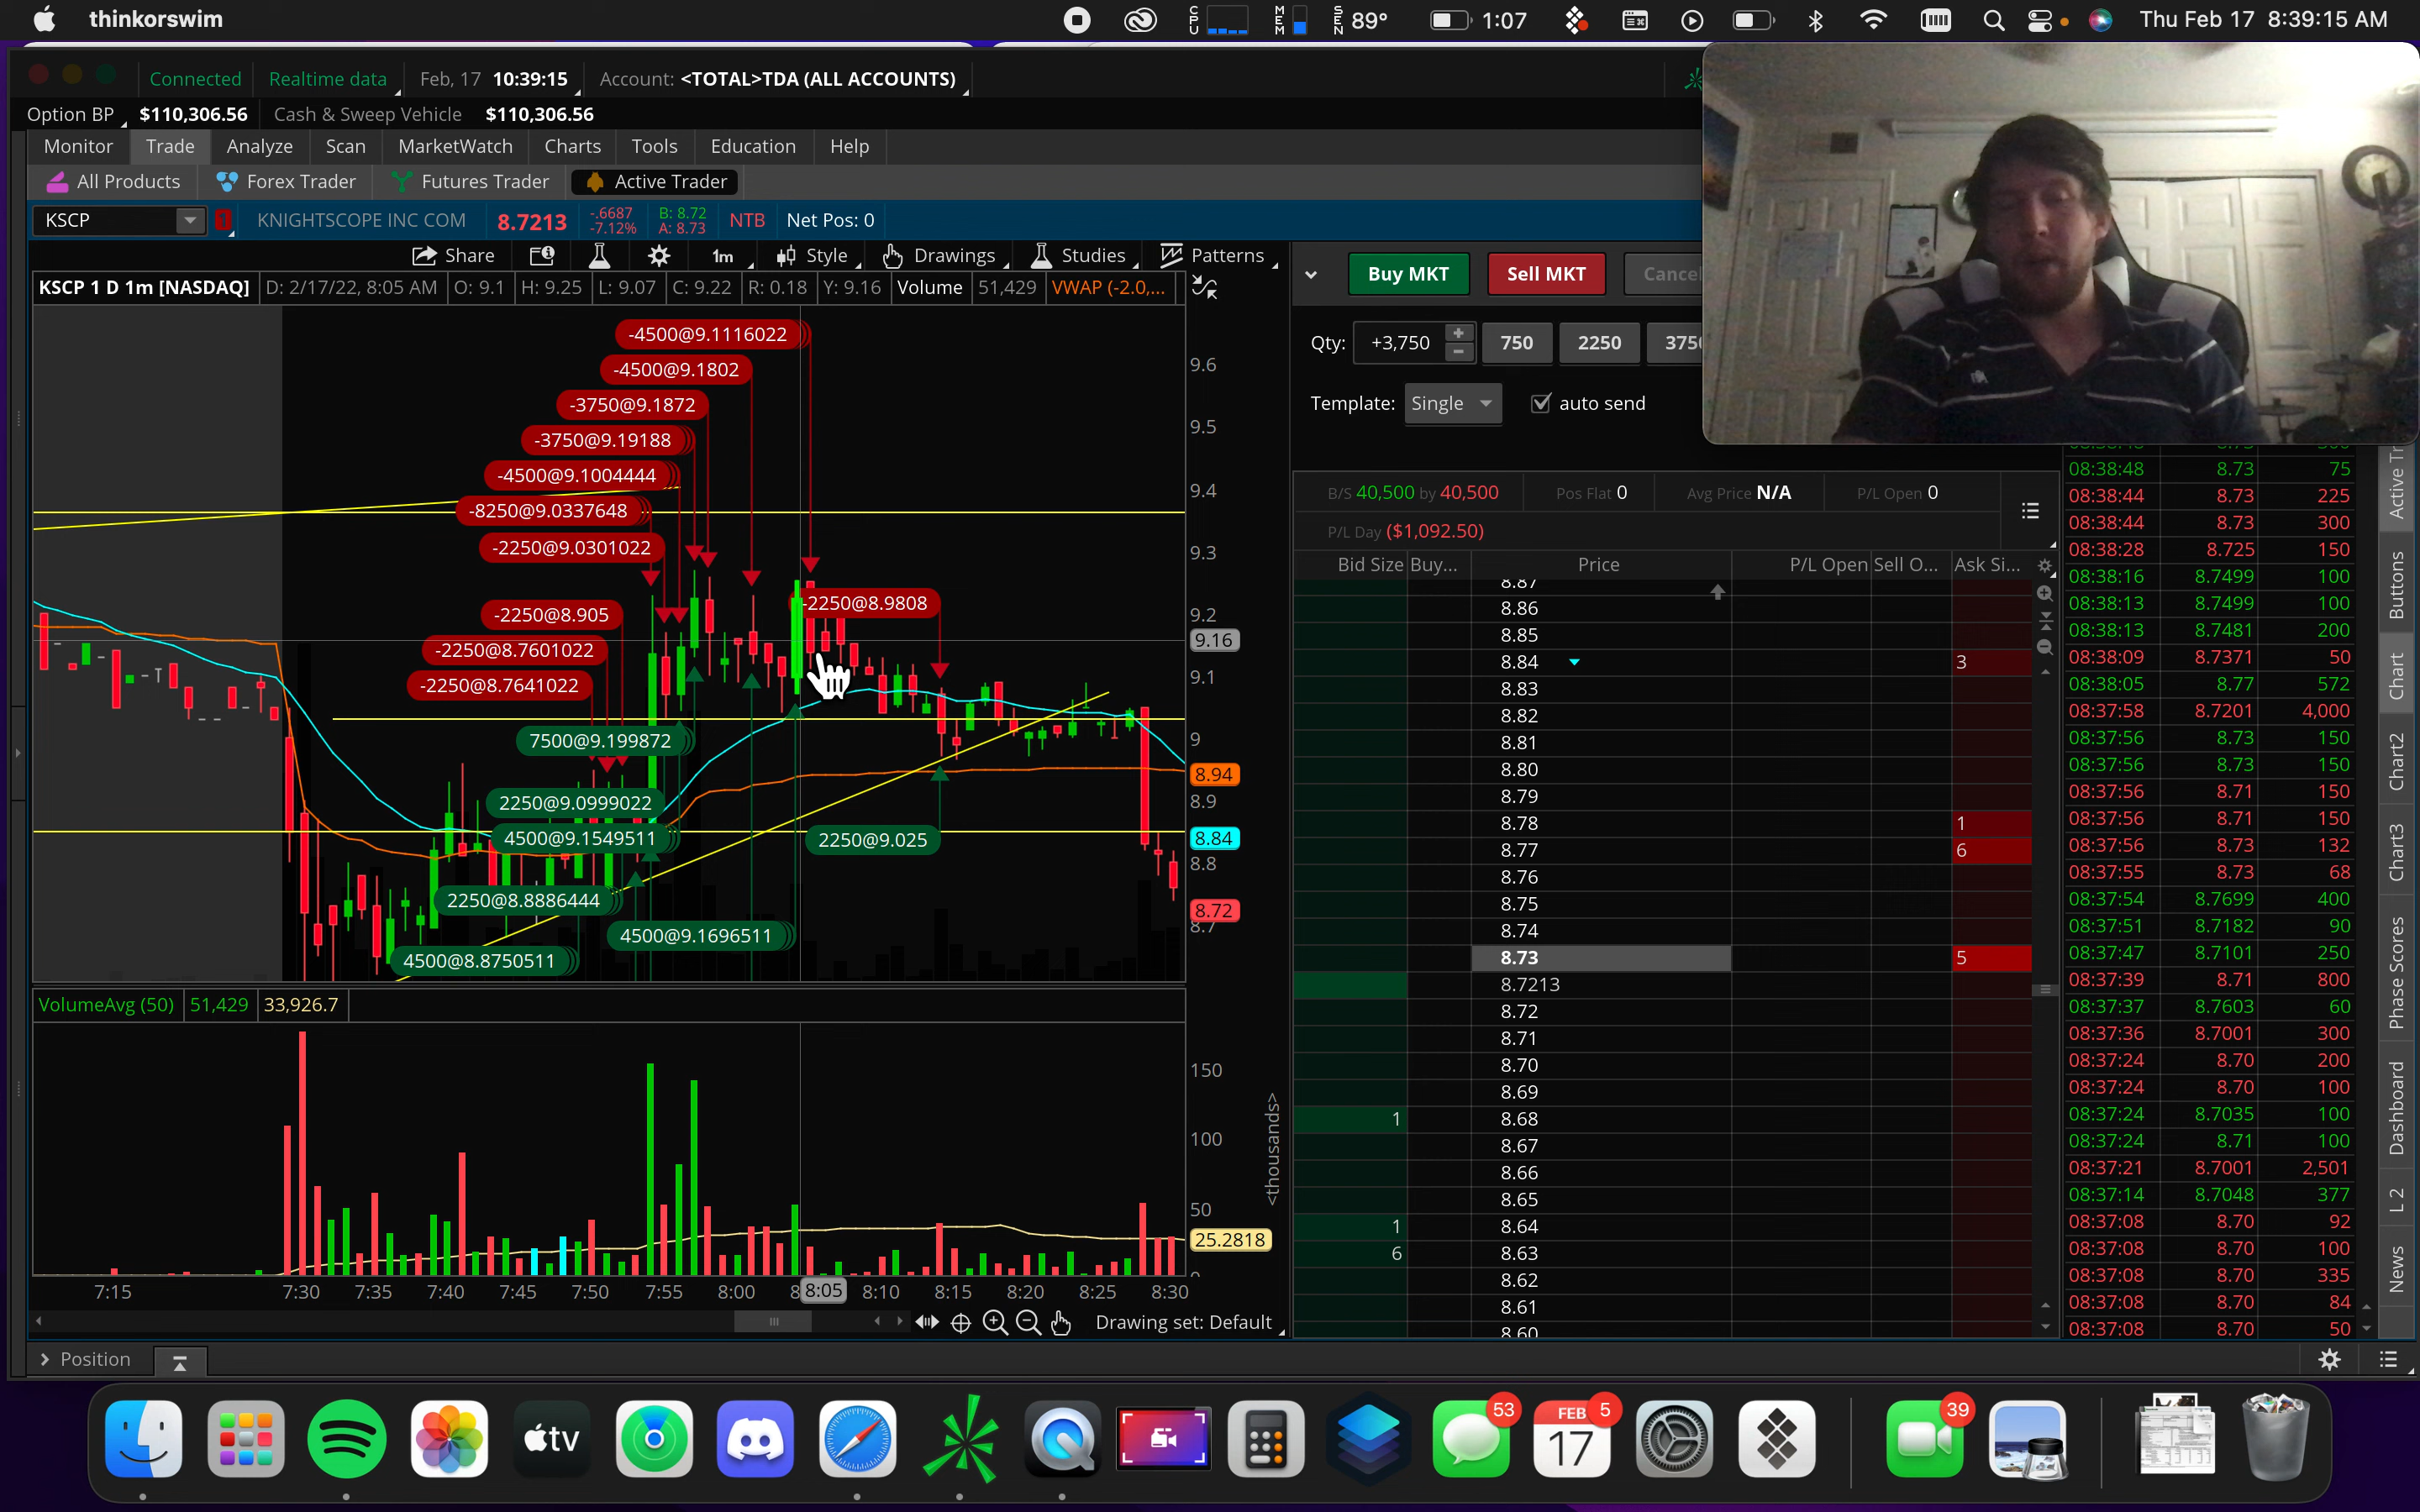 thinkorswim
CPU MEM SEN 89° 1:07 Thu Feb 17 8:39:15 AM
Connected Realtime data Feb, 17 10:39:15 Account: <TOTAL>TDA (ALL ACCOUNTS)
Option BP $110,306.56 Cash & Sweep Vehicle $110,306.56
Monitor Trade Analyze Scan MarketWatch Charts Tools Education Help
All Products Forex Trader Futures Trader Active Trader
KSCP 1 KNIGHTSCOPE INC COM 8.7213 -.6687 B: 8.72 NTB Net Pos: 0
-7.12% A: 8.73
Share 1m Style Drawings Studies Patterns
KSCP 1 D 1m [NASDAQ] D: 2/17/22, 8:05 AM O: 9.1 H: 9.25 L: 9.07 C: 9.22 R: 0.18 Y: 9.16 Volume 51,429 VWAP (-2.0,...
-4500@9.1116022
-4500@9.1802
-3750@9.1872
-3750@9.19188
-4500@9.1004444
-8250@9.0337648
-2250@9.0301022
-2250@8.9808
-2250@8.905
-2250@8.7601022
-2250@8.7641022
7500@9.199872
2250@9.0999022
4500@9.1549511
2250@9.025
2250@8.8886444
4500@9.1696511
4500@8.8750511
9.6
9.5
9.4
9.3
9.2
9.16
9.1
9
8.94
8.9
8.84
8.8
8.72
8.7
VolumeAvg (50) 51,429 33,926.7
150
100
50
25.2818
0
<thousands>
7:15 7:30 7:35 7:40 7:45 7:50 7:55 8:00 8:05 8:10 8:15 8:20 8:25 8:30
Drawing set: Default
Position
Buy MKT Sell MKT Cancel
Qty: +3,750 750 2250 3750
Template: Single auto send
B/S 40,500 by 40,500 Pos Flat 0 Avg Price N/A P/L Open 0
P/L Day ($1,092.50)
Bid Size Buy... Price P/L Open Sell O... Ask Si...
8.87
8.86
8.85
8.84 3
8.83
8.82
8.81
8.80
8.79
8.78 1
8.77 6
8.76
8.75
8.74
8.73 5
8.7213
8.72
8.71
8.70
8.69
1 8.68
8.67
8.66
8.65
1 8.64
6 8.63
8.62
8.61
8.60
08:38:48 8.73 75
08:38:44 8.73 225
08:38:44 8.73 300
08:38:28 8.725 150
08:38:16 8.7499 100
08:38:13 8.7499 100
08:38:13 8.7481 200
08:38:09 8.7371 50
08:38:05 8.77 572
08:37:58 8.7201 4,000
08:37:56 8.73 150
08:37:56 8.73 150
08:37:56 8.71 150
08:37:56 8.71 150
08:37:56 8.73 132
08:37:55 8.73 68
08:37:54 8.7699 400
08:37:51 8.7182 90
08:37:47 8.7101 250
08:37:39 8.71 800
08:37:37 8.7603 60
08:37:36 8.7001 300
08:37:24 8.70 200
08:37:24 8.70 100
08:37:24 8.7035 100
08:37:24 8.71 100
08:37:21 8.7001 2,501
08:37:14 8.7048 377
08:37:08 8.70 92
08:37:08 8.70 100
08:37:08 8.70 335
08:37:08 8.70 84
08:37:08 8.70 50
Active Tr
Buttons
Chart
Chart2
Chart3
Phase Scores
Dashboard
L 2
News
tv 53 FEB 17 5 39